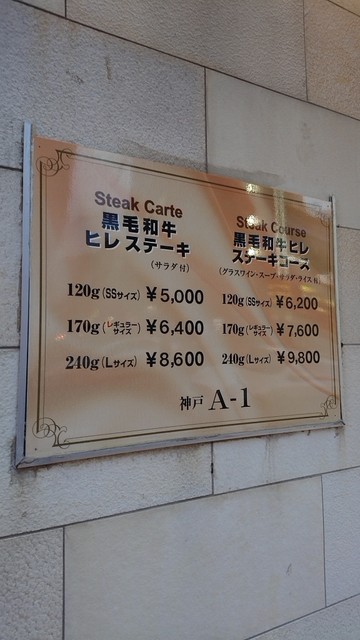 Steak Carte
黒毛和牛
ヒレ ステーキ
(サラダ付)
120g (SSサイズ) ¥5,000
170g (レギュラーサイズ) ¥6,400
240g (Lサイズ) ¥8,600
Steak Course
黒毛和牛ヒレ
ステーキコース
(グラスワイン・スープ・サラダ・ライス付)
120g (SSサイズ) ¥6,200
170g (レギュラーサイズ) ¥7,600
240g (Lサイズ) ¥9,800
神戸 A-1